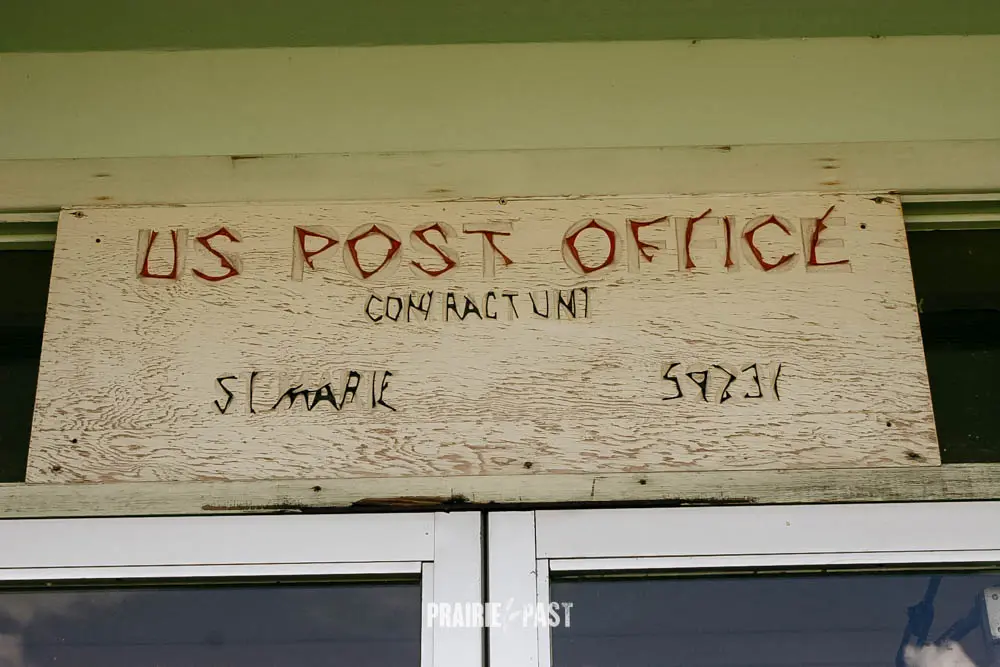 US POST OFFICE
CONTRACT UNIT
ST MARIE 59231
PRAIRIE PAST